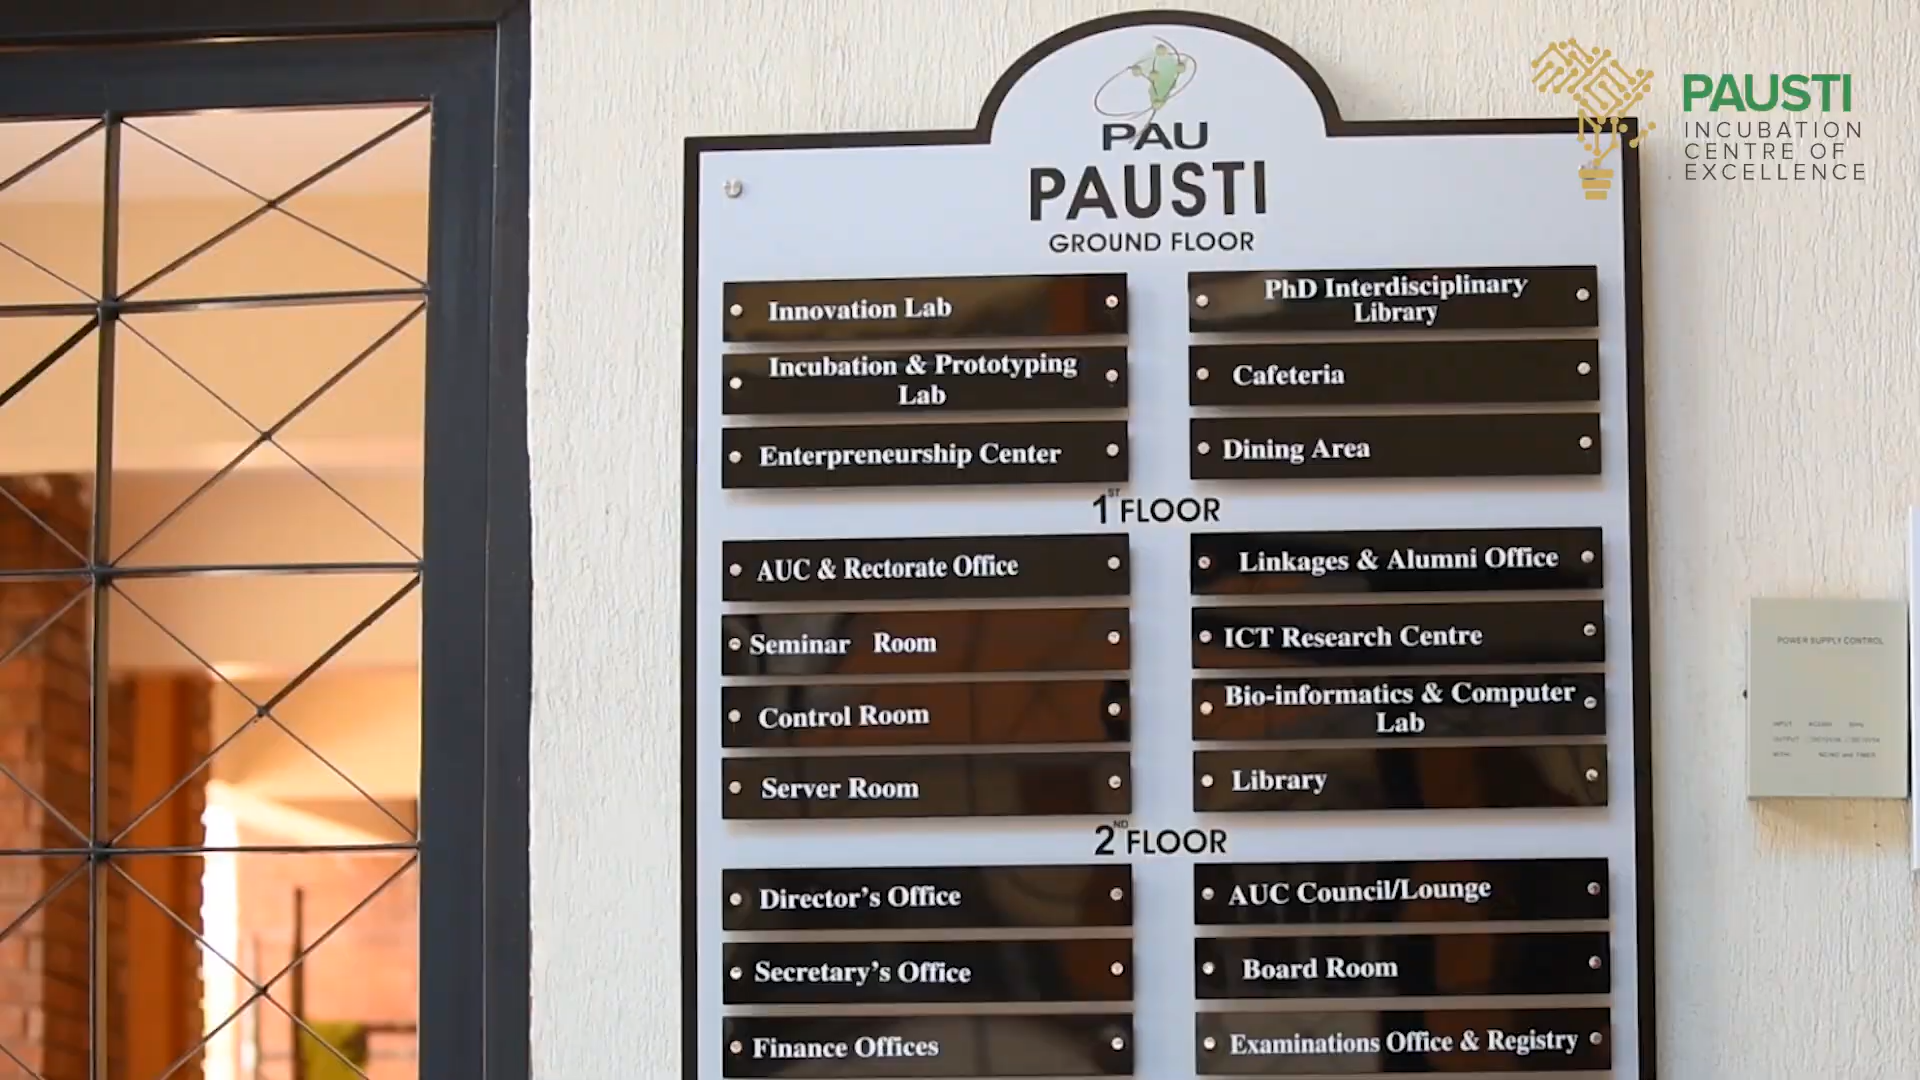 PAU
PAUSTI
GROUND FLOOR
Innovation Lab
PhD Interdisciplinary
Library
Incubation & Prototyping
Lab
Cafeteria
Enterpreneurship Center
Dining Area
1ST FLOOR
AUC & Rectorate Office
Linkages & Alumni Office
Seminar Room
ICT Research Centre
Control Room
Bio-informatics & Computer
Lab
Server Room
Library
2ND FLOOR
Director's Office
AUC Council/Lounge
Secretary's Office
Board Room
Finance Offices
Examinations Office & Registry
PAUSTI
INCUBATION
CENTRE OF
EXCELLENCE
POWER SUPPLY CONTROL
INPUT
OUTPUT